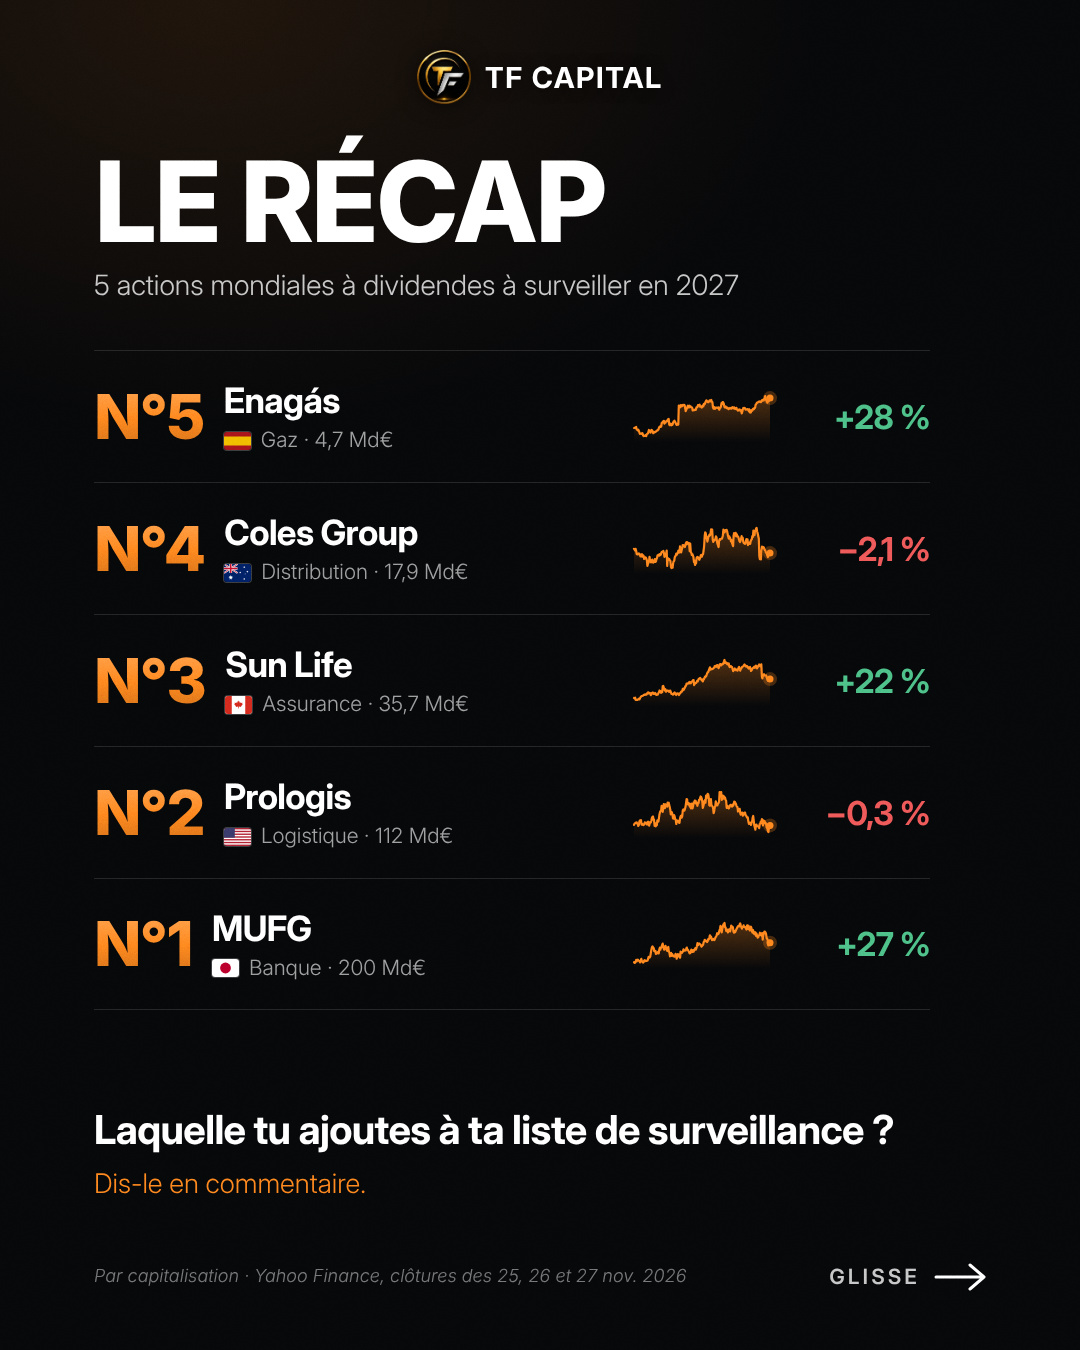 TF TF CAPITAL
LE RÉCAP
5 actions mondiales à dividendes à surveiller en 2027
N°5 Enagás
Gaz · 4,7 Md€
+28 %
N°4 Coles Group
Distribution · 17,9 Md€
−2,1 %
N°3 Sun Life
Assurance · 35,7 Md€
+22 %
N°2 Prologis
Logistique · 112 Md€
−0,3 %
N°1 MUFG
Banque · 200 Md€
+27 %
Laquelle tu ajoutes à ta liste de surveillance ?
Dis-le en commentaire.
Par capitalisation · Yahoo Finance, clôtures des 25, 26 et 27 nov. 2026
GLISSE